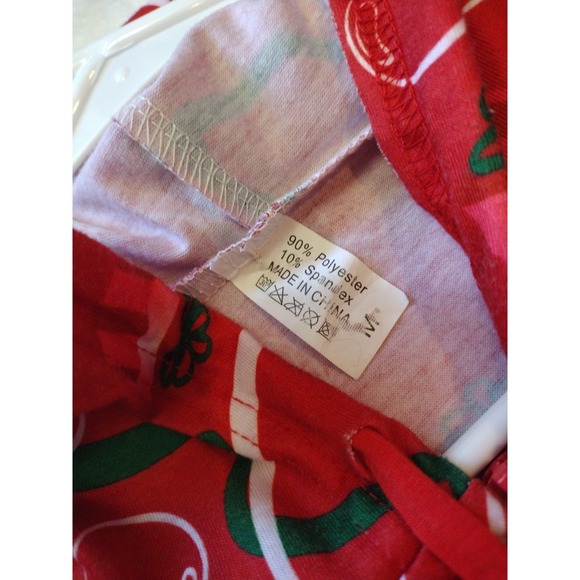 90% Polyester
10% Spandex
MADE IN CHINA
M